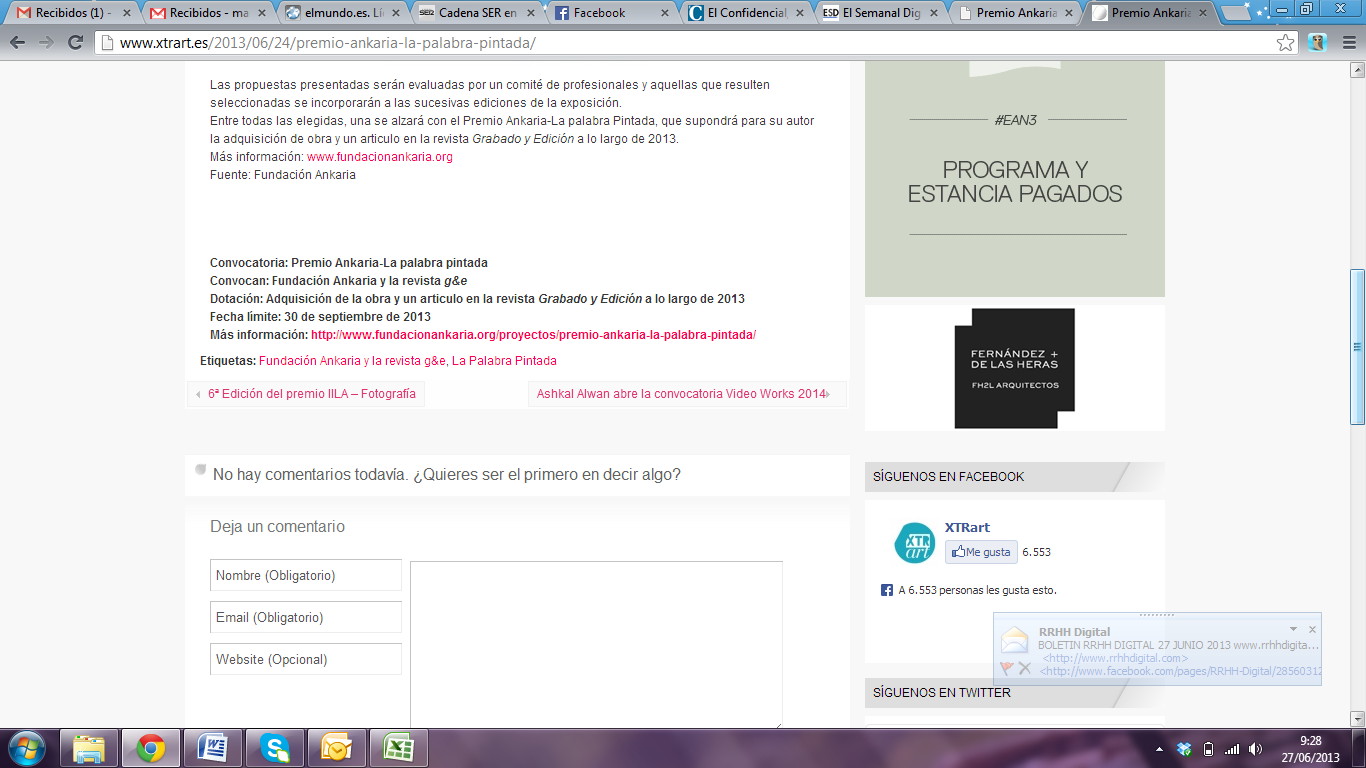 Recibidos (1) -
Recibidos - ma
elmundo.es. Lí
Cadena SER en
Facebook
El Confidencial,
El Semanal Dig
Premio Ankaria
Premio Ankaria
www.xtrart.es/2013/06/24/premio-ankaria-la-palabra-pintada/
Las propuestas presentadas serán evaluadas por un comité de profesionales y aquellas que resulten
seleccionadas se incorporarán a las sucesivas ediciones de la exposición.
Entre todas las elegidas, una se alzará con el Premio Ankaria-La palabra Pintada, que supondrá para su autor
la adquisición de obra y un articulo en la revista Grabado y Edición a lo largo de 2013.
Más información: www.fundacionankaria.org
Fuente: Fundación Ankaria
Convocatoria: Premio Ankaria-La palabra pintada
Convocan: Fundación Ankaria y la revista g&e
Dotación: Adquisición de la obra y un articulo en la revista Grabado y Edición a lo largo de 2013
Fecha límite: 30 de septiembre de 2013
Más información: http://www.fundacionankaria.org/proyectos/premio-ankaria-la-palabra-pintada/
Etiquetas: Fundación Ankaria y la revista g&e, La Palabra Pintada
6ª Edición del premio IILA – Fotografía
Ashkal Alwan abre la convocatoria Video Works 2014
No hay comentarios todavía. ¿Quieres ser el primero en decir algo?
Deja un comentario
Nombre (Obligatorio)
Email (Obligatorio)
Website (Opcional)
#EAN3
PROGRAMA Y
ESTANCIA PAGADOS
FERNÁNDEZ +
DE LAS HERAS
FH2L ARQUITECTOS
SÍGUENOS EN FACEBOOK
XTR
art
XTRart
Me gusta 6.553
A 6.553 personas les gusta esto.
RRHH Digital
BOLETIN RRHH DIGITAL 27 JUNIO 2013 www.rrhhdigita...
<http://www.rrhhdigital.com>
<http://www.facebook.com/pages/RRHH-Digital/28560312
SÍGUENOS EN TWITTER
9:28
27/06/2013